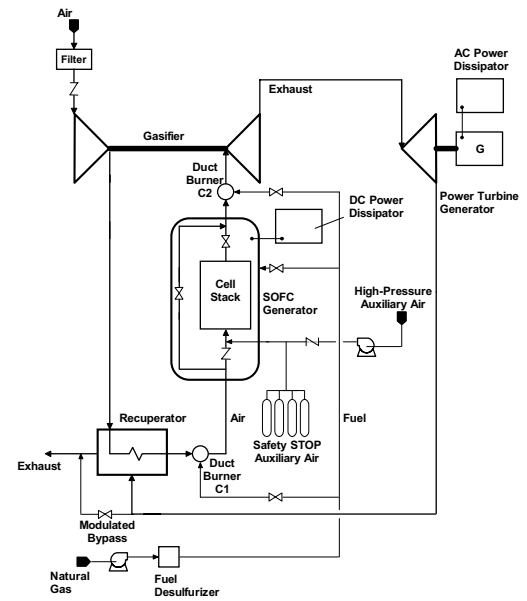 Air
Filter
AC Power
Dissipator
Exhaust
Gasifier
G
Duct
Burner
C2
Power Turbine
Generator
DC Power
Dissipator
Cell
Stack
SOFC
Generator
High-Pressure
Auxiliary Air
Recuperator
Air
Fuel
Safety STOP
Auxiliary Air
Exhaust
Duct
Burner
C1
Modulated
Bypass
Natural
Gas
Fuel
Desulfurizer